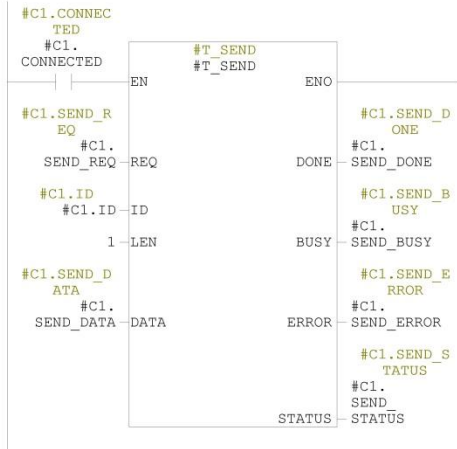 #C1.CONNEC
TED
#C1.
CONNECTED
#T_SEND
#T_SEND
EN
ENO
#C1.SEND_R
EQ
#C1.
SEND_REQ
REQ
#C1.SEND_D
ONE
#C1.
DONE
SEND_DONE
#C1.ID
#C1.ID
ID
1
LEN
#C1.SEND_B
USY
#C1.
BUSY
SEND_BUSY
#C1.SEND_D
ATA
#C1.
SEND_DATA
DATA
#C1.SEND_E
RROR
#C1.
ERROR
SEND_ERROR
#C1.SEND_S
TATUS
#C1.
SEND_
STATUS
STATUS